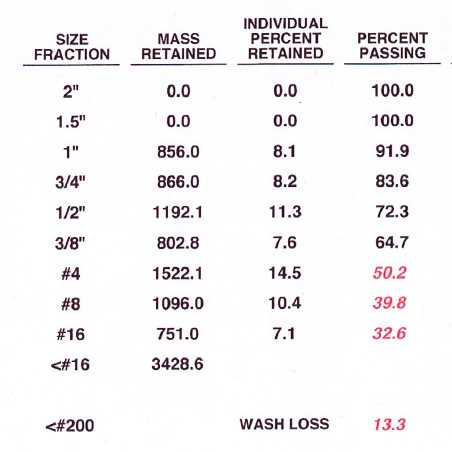 SIZE FRACTION MASS RETAINED INDIVIDUAL PERCENT RETAINED PERCENT PASSING
2" 0.0 0.0 100.0
1.5" 0.0 0.0 100.0
1" 856.0 8.1 91.9
3/4" 866.0 8.2 83.6
1/2" 1192.1 11.3 72.3
3/8" 802.8 7.6 64.7
#4 1522.1 14.5 50.2
#8 1096.0 10.4 39.8
#16 751.0 7.1 32.6
<#16 3428.6
<#200 WASH LOSS 13.3